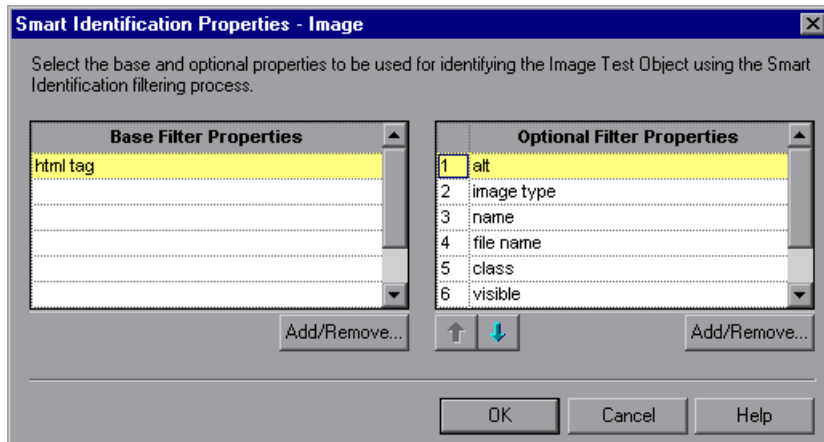 Smart Identification Properties - Image
Select the base and optional properties to be used for identifying the Image Test Object using the Smart
Identification filtering process.
Base Filter Properties
html tag
Optional Filter Properties
1 alt
2 image type
3 name
4 file name
5 class
6 visible
Add/Remove...
Add/Remove...
OK
Cancel
Help